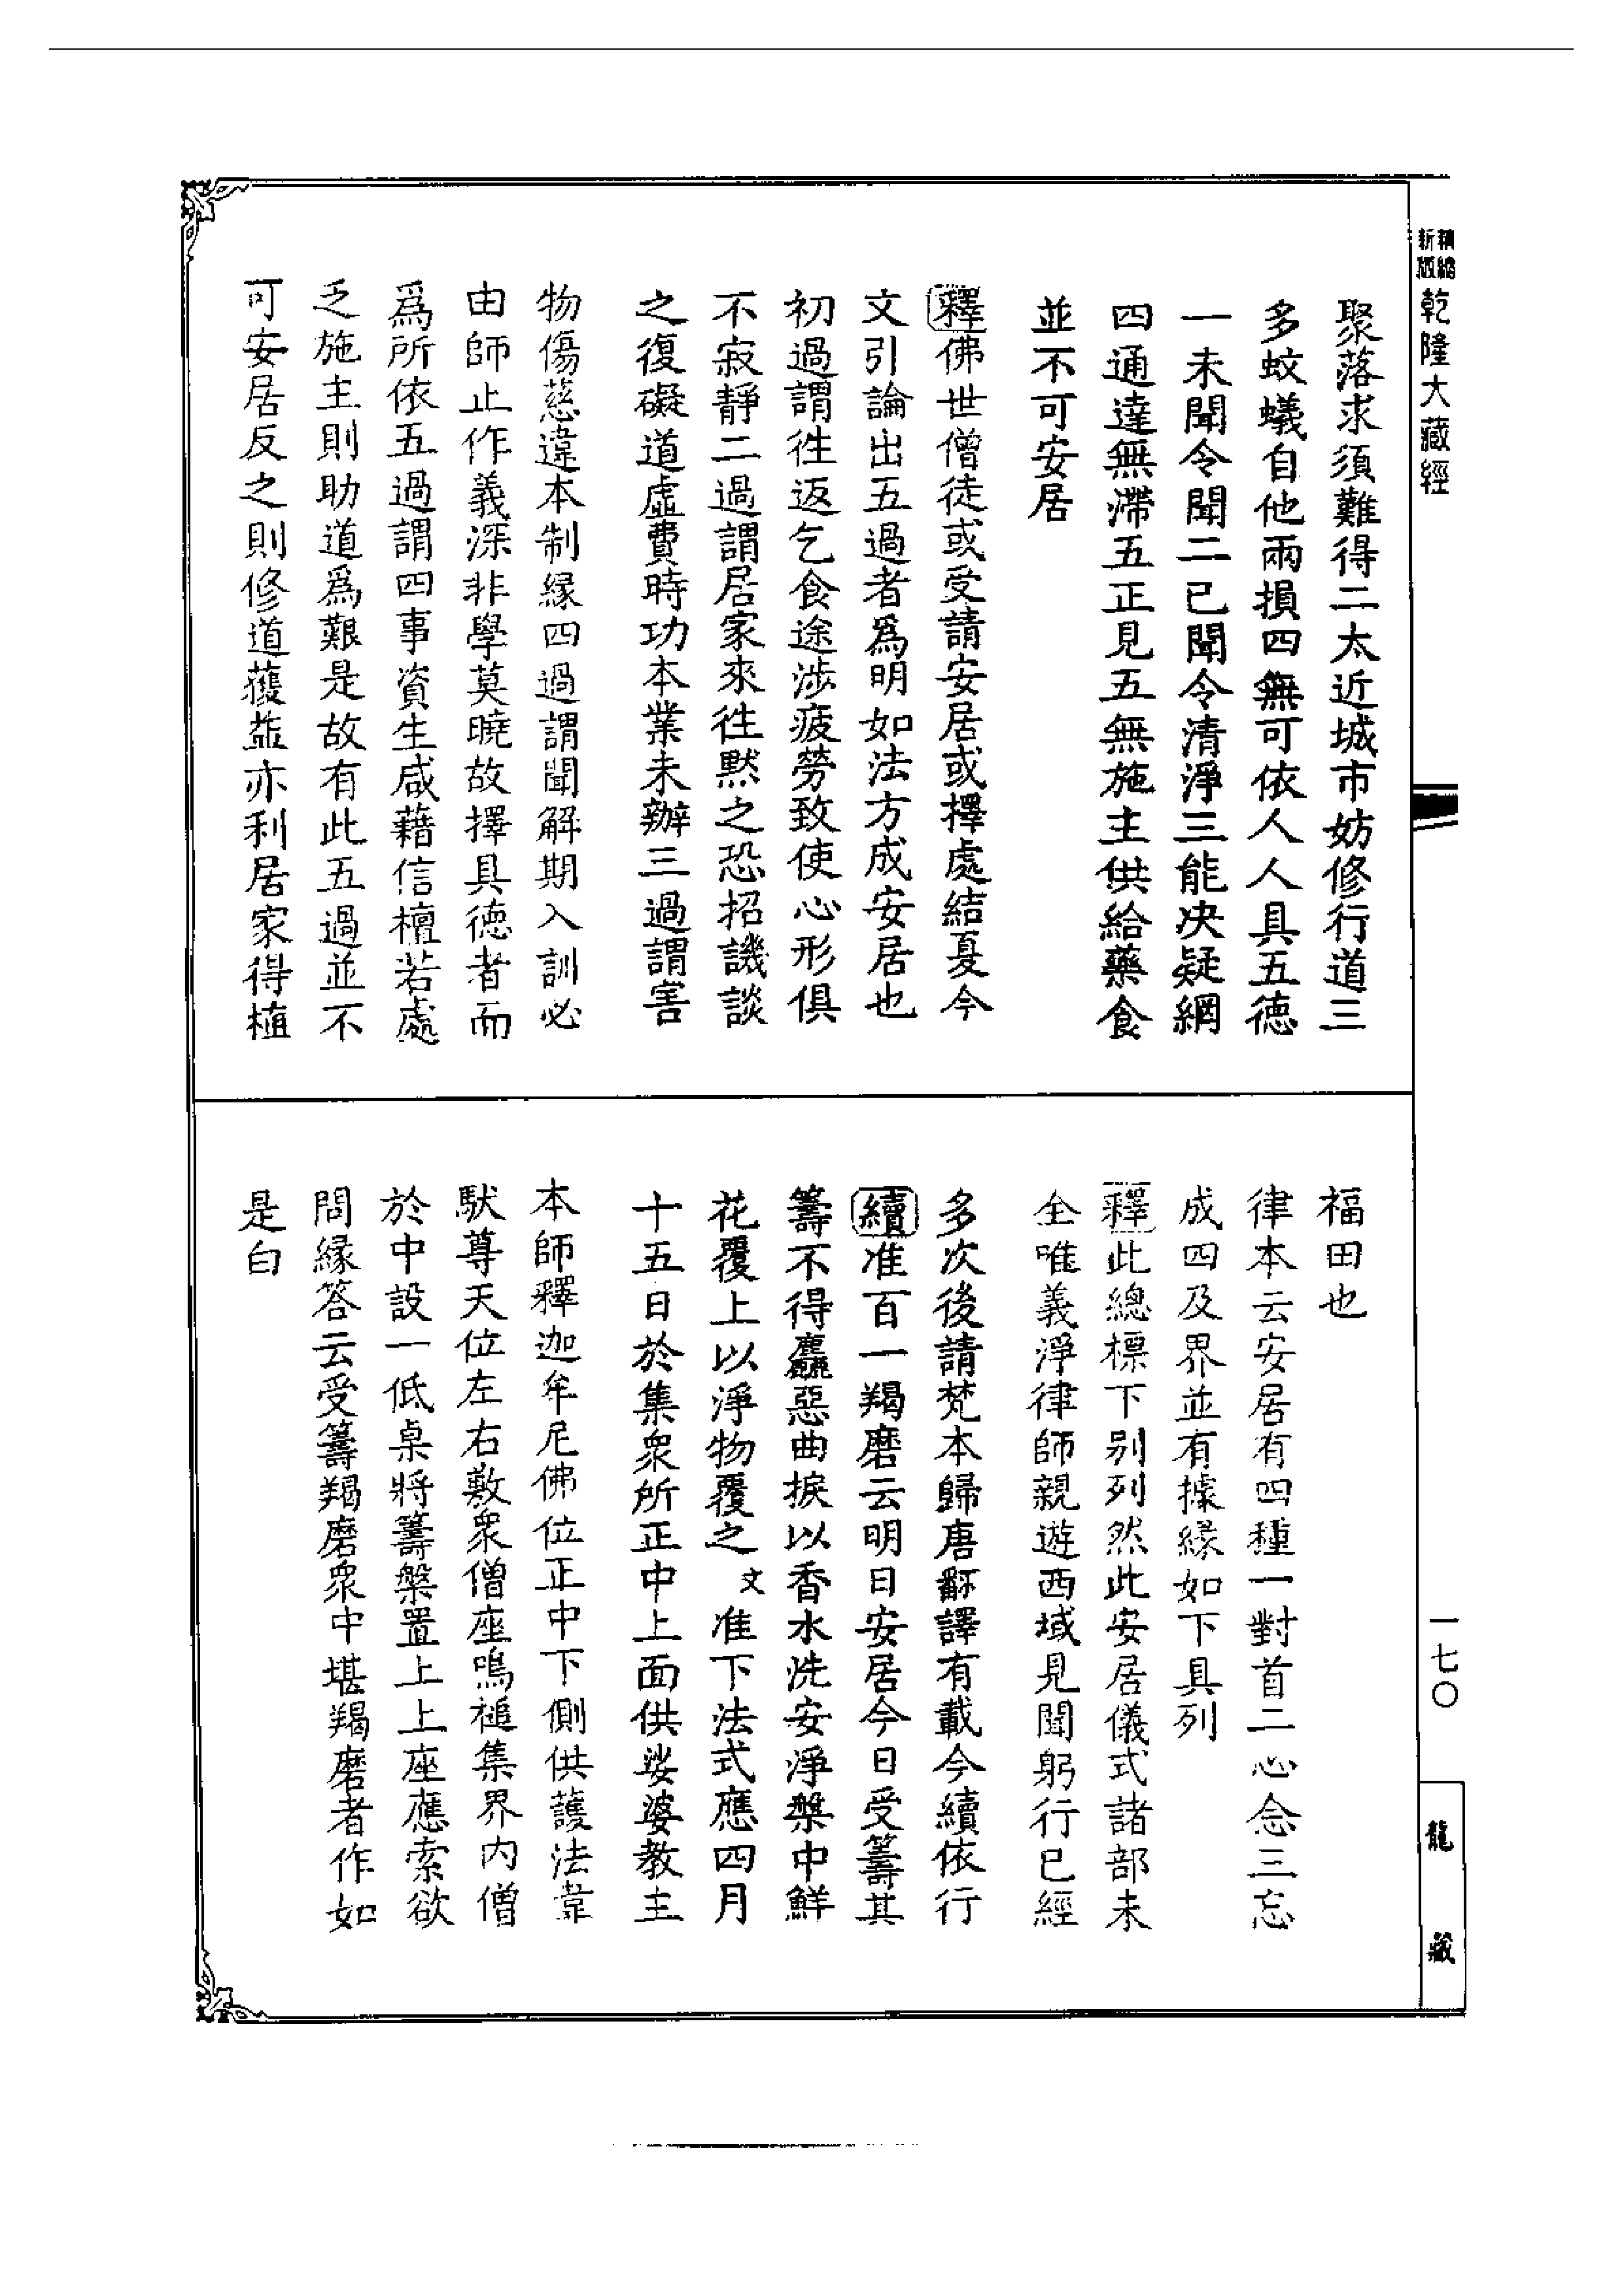 新版精縮乾隆大藏經
聚落求須難得二太近城市妨修行道三
多蚊蟻自他兩損四無可依人人具五德
一未聞令聞二已聞令清淨三能決疑網
四通達無滯五正見五無施主供給藥食
並不可安居
釋佛世僧徒或受請安居或擇處結夏今
文引論出五過者爲明如法方成安居也
初過謂徃返乞食途涉疲勞致使心形俱
不寂靜二過謂居家來徃黙之恐招譏談
之復礙道虛費時功本業未辦三過謂害
物傷慈違本制緣四過謂聞解期入訓必
由師止作義深非學莫曉故擇具德者而
爲所依五過謂四事資生咸藉信檀若處
乏施主則助道爲艱是故有此五過並不
可安居反之則修道獲益亦利居家得植
福田也
律本云安居有四種一對首二心念三忘
成四及界並有據緣如下具列
釋此總標下别列然此安居儀式諸部未
全唯義淨律師親遊西域見聞躬行已經
多次後請梵本歸唐翻譯有載今續依行
續准百一羯磨云明日安居今日受籌其
籌不得麤惡曲捩以香水洗安淨槃中鮮
花覆上以淨物覆之文准下法式應四月
十五日於集衆所正中上面供娑婆教主
本師釋迦牟尼佛位正中下側供護法韋
馱尊天位左右敷衆僧座鳴槌集界内僧
於中設一低桌將籌槃置上上座應索欲
問緣答云受籌羯磨衆中堪羯磨者作如
是白
一七〇
龍藏